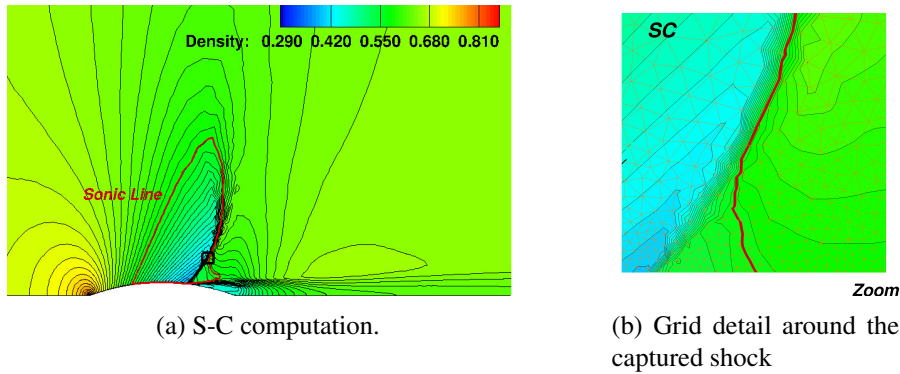 Density: 0.290 0.420 0.550 0.680 0.810
Sonic Line
SC
Zoom
(a) S-C computation.
(b) Grid detail around the
captured shock